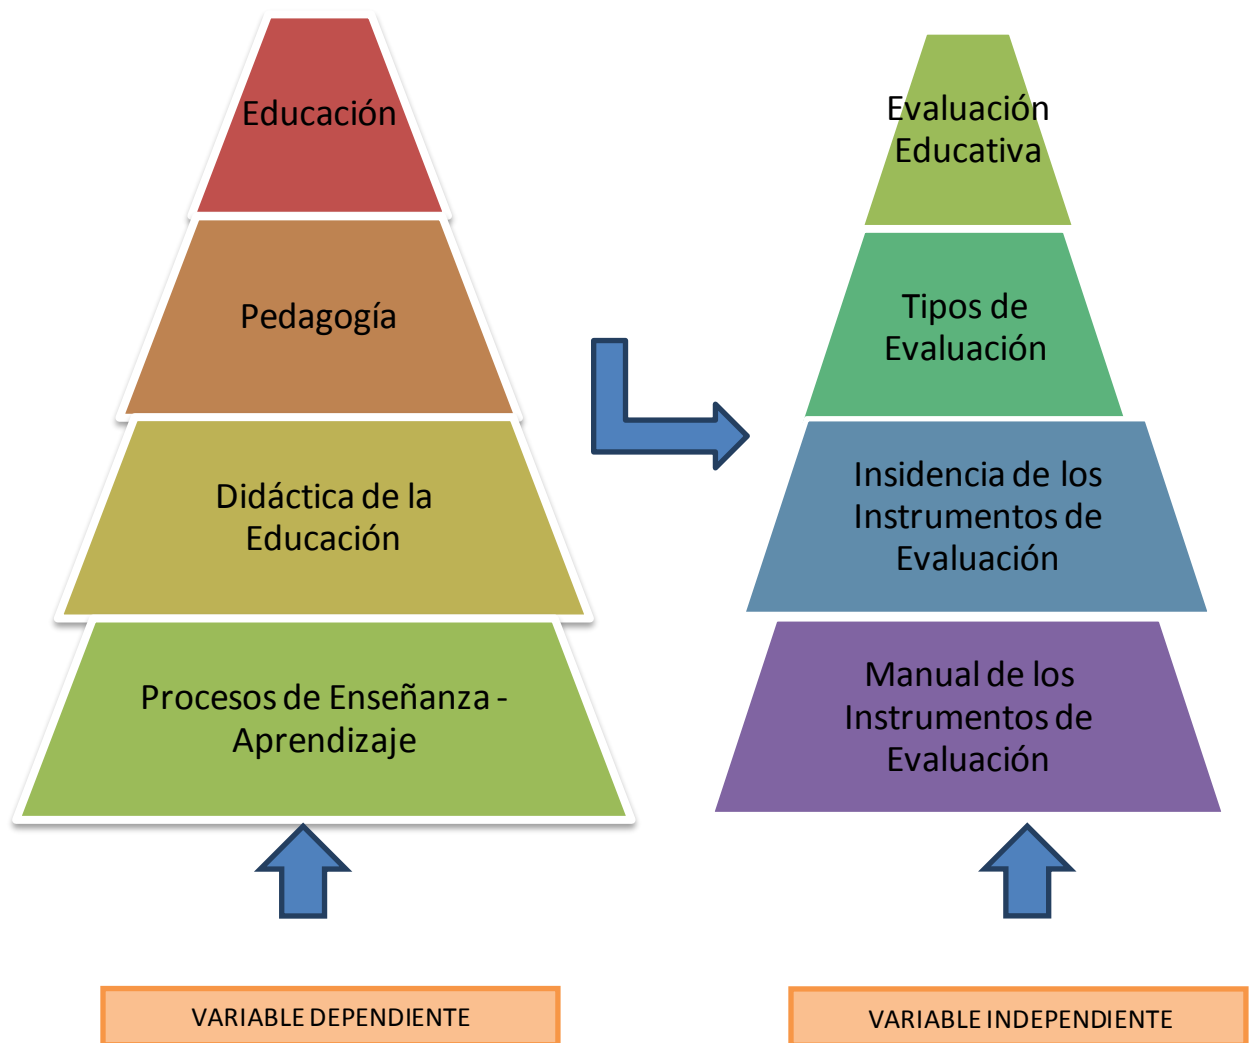 Educación
Pedagogía
Didáctica de la
Educación
Procesos de Enseñanza -
Aprendizaje
VARIABLE DEPENDIENTE
Evaluación
Educativa
Tipos de
Evaluación
Insidencia de los
Instrumentos de
Evaluación
Manual de los
Instrumentos de
Evaluación
VARIABLE INDEPENDIENTE